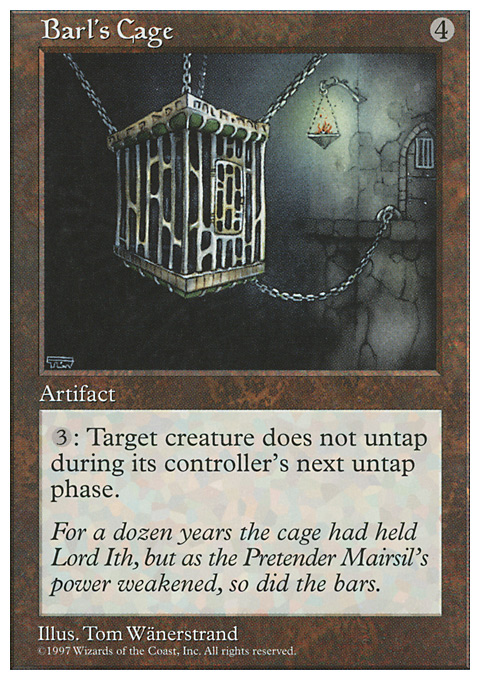 Barl's Cage 4
Artifact
3: Target creature does not untap
during its controller's next untap
phase.
For a dozen years the cage had held
Lord Ith, but as the Pretender Mairsil's
power weakened, so did the bars.
Illus. Tom Wänerstrand
©1997 Wizards of the Coast, Inc. All rights reserved.